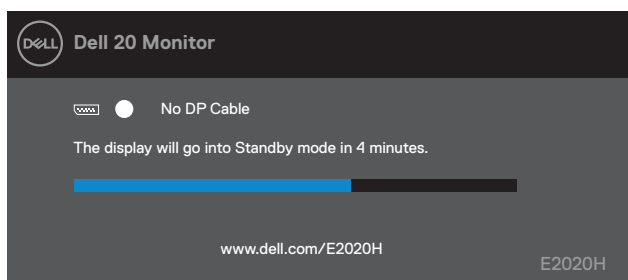 DELL Dell 20 Monitor
No DP Cable
The display will go into Standby mode in 4 minutes.
www.dell.com/E2020H
E2020H